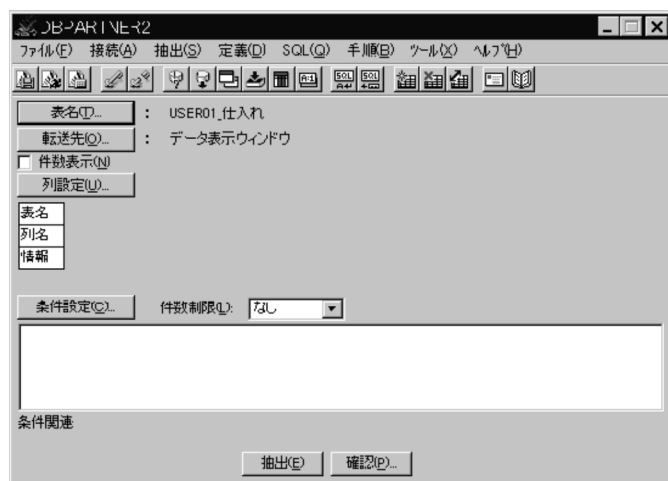 DBPARTNER2
ファイル(F) 接続(A) 抽出(S) 定義(D) SQL(Q) 手順(B) ツール(X) ヘルプ(H)
表名(T)... : USER01_仕入れ
転送先(O)... : データ表示ウィンドウ
件数表示(N)
列設定(U)...
表名
列名
情報
条件設定(C)... 件数制限(L): なし
条件関連
抽出(E) 確認(P)...